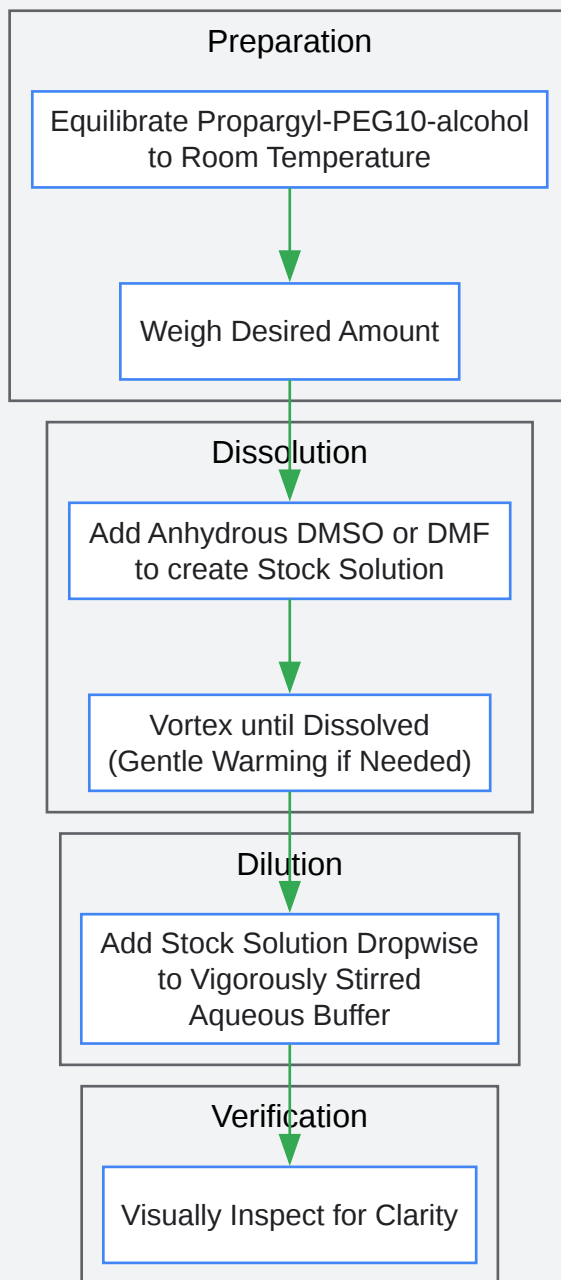 Preparation
Equilibrate Propargyl-PEG10-alcohol
to Room Temperature
Weigh Desired Amount
Dissolution
Add Anhydrous DMSO or DMF
to create Stock Solution
Vortex until Dissolved
(Gentle Warming if Needed)
Dilution
Add Stock Solution Dropwise
to Vigorously Stirred
Aqueous Buffer
Verification
Visually Inspect for Clarity